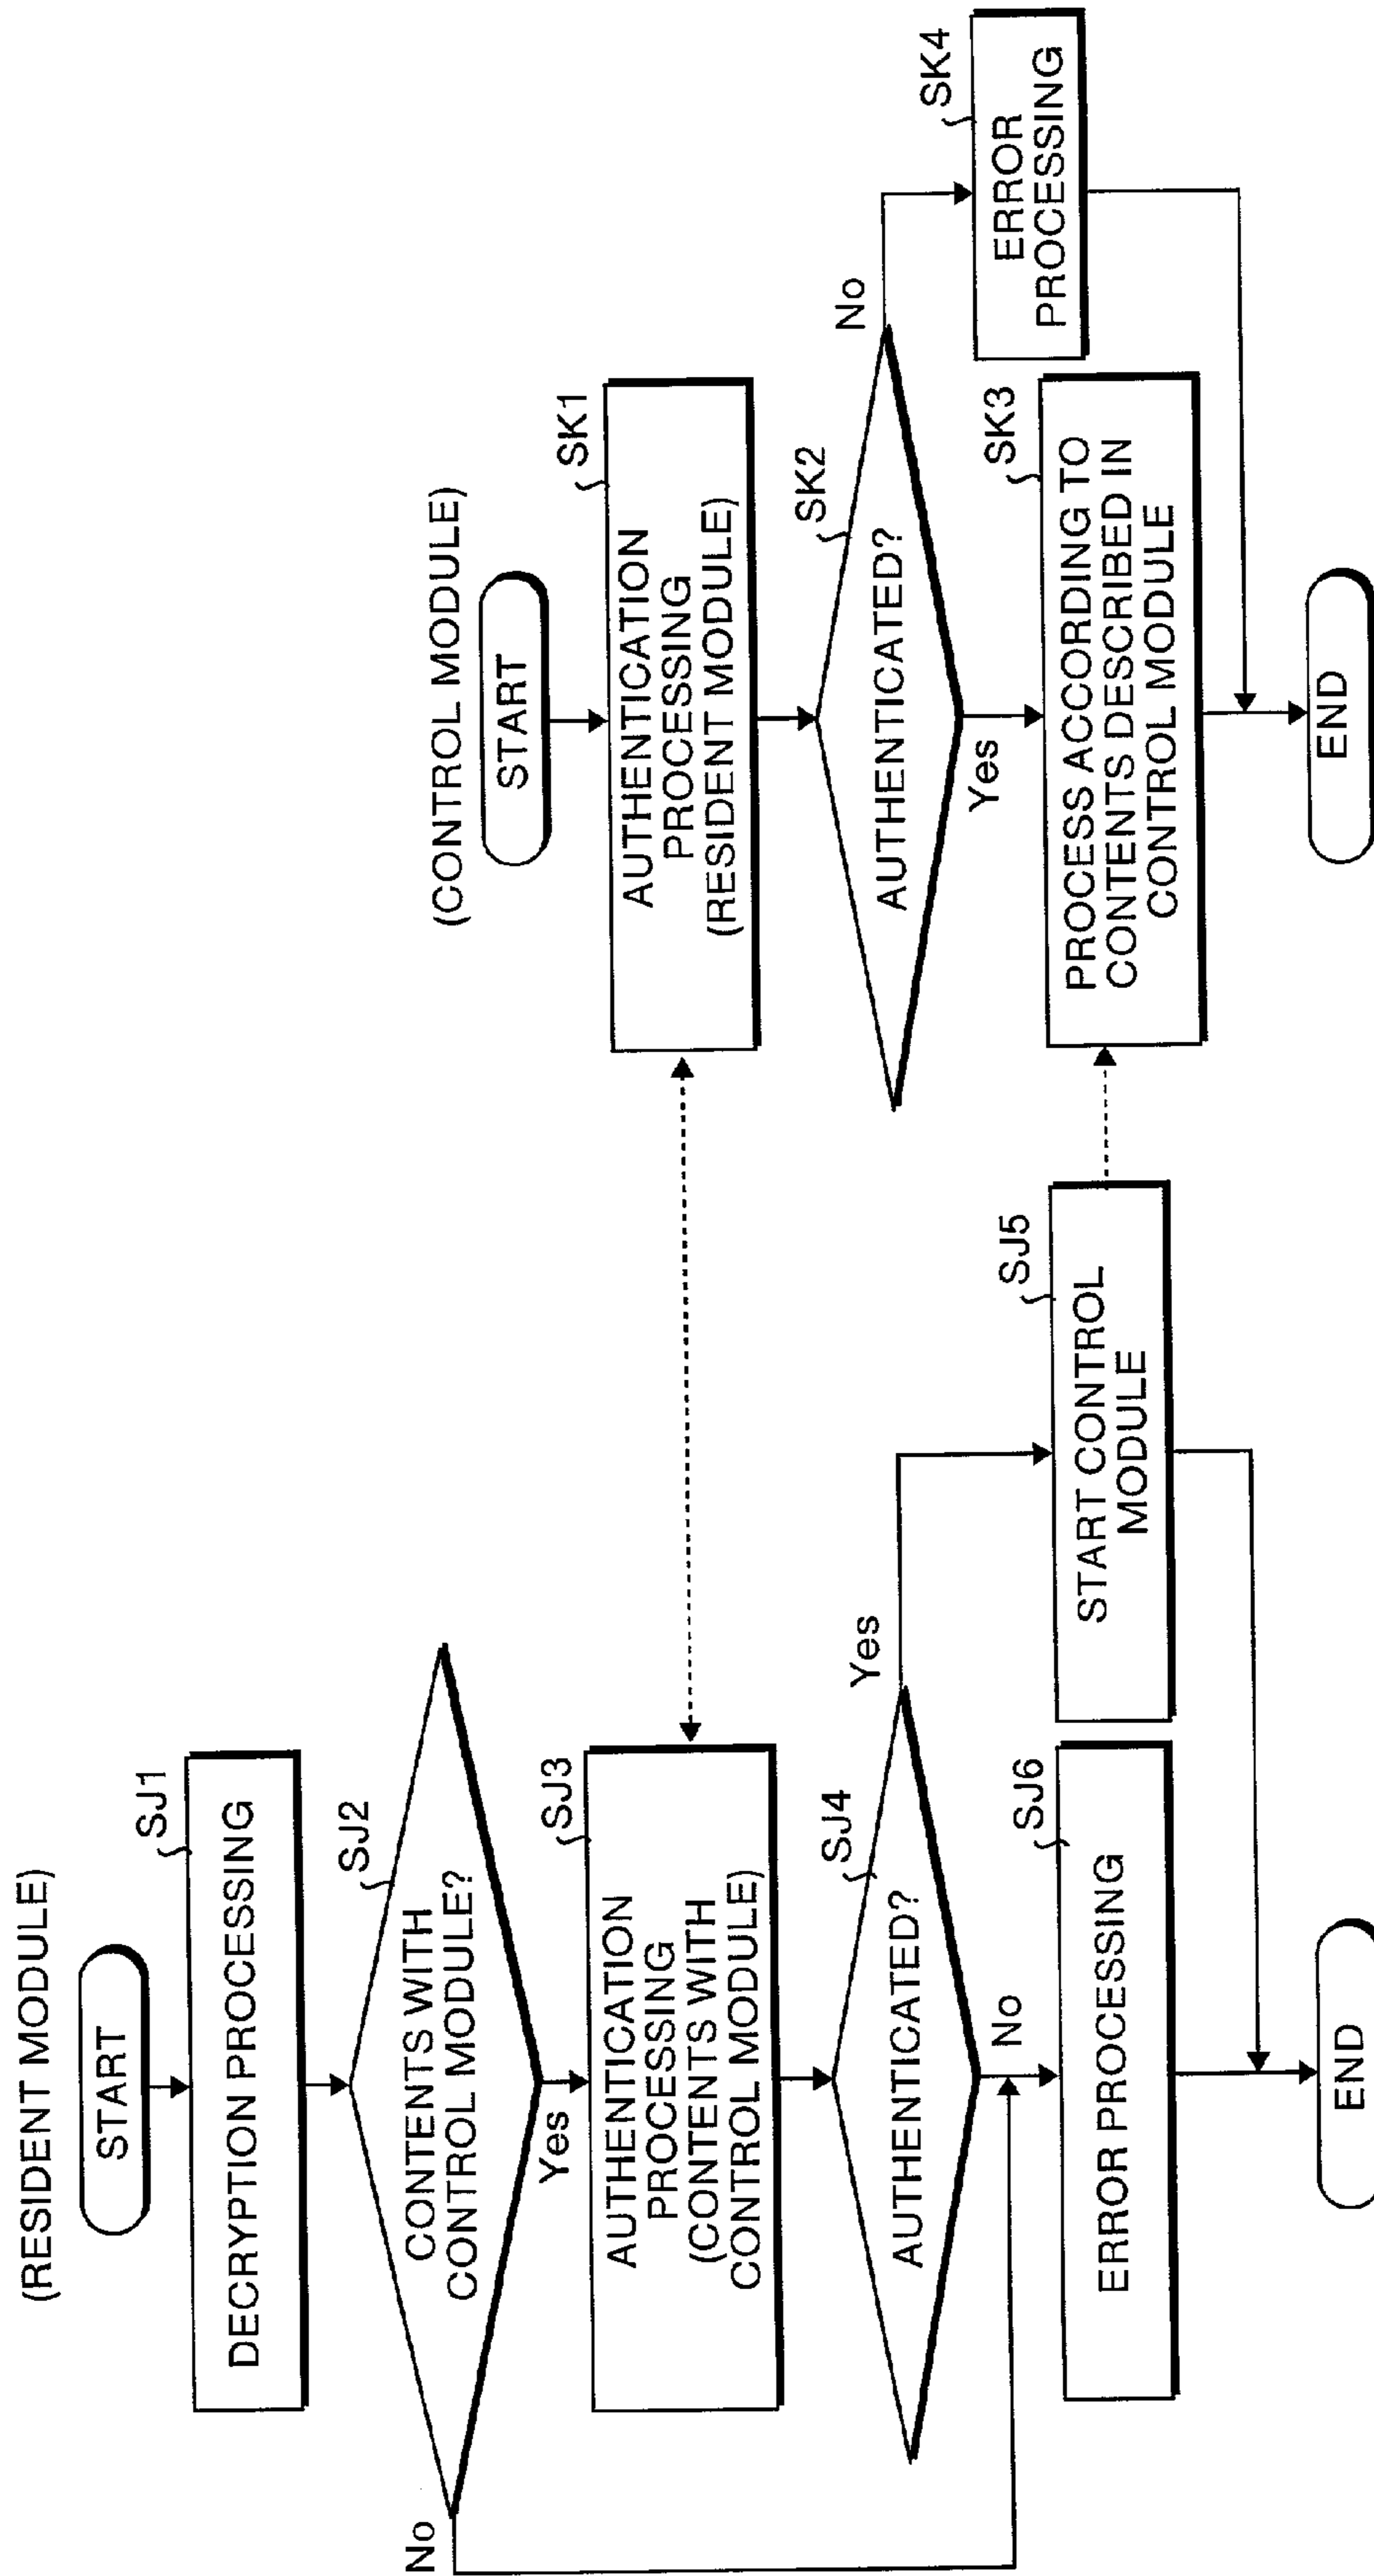 (RESIDENT MODULE)
START
SJ1
DECRYPTION PROCESSING
SJ2
CONTENTS WITH
CONTROL MODULE?
No
Yes
SJ3
AUTHENTICATION
PROCESSING
(CONTENTS WITH
CONTROL MODULE)
SJ4
AUTHENTICATED?
Yes
No
SJ5
START CONTROL
MODULE
SJ6
ERROR PROCESSING
END
(CONTROL MODULE)
START
SK1
AUTHENTICATION
PROCESSING
(RESIDENT MODULE)
SK2
AUTHENTICATED?
No
Yes
SK4
ERROR
PROCESSING
SK3
PROCESS ACCORDING TO
CONTENTS DESCRIBED IN
CONTROL MODULE
END